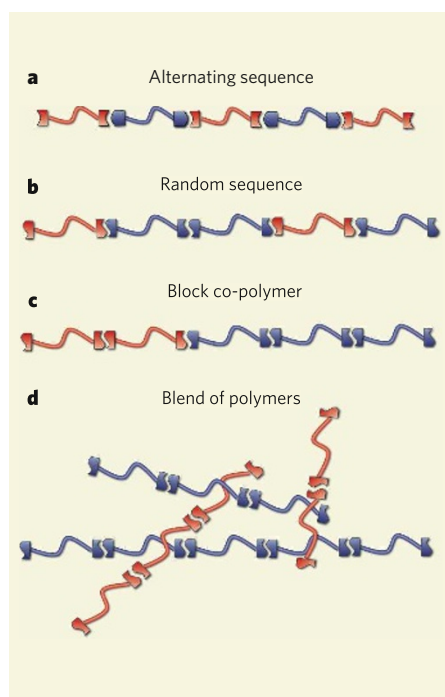 a Alternating sequence
b Random sequence
c Block co-polymer
d Blend of polymers